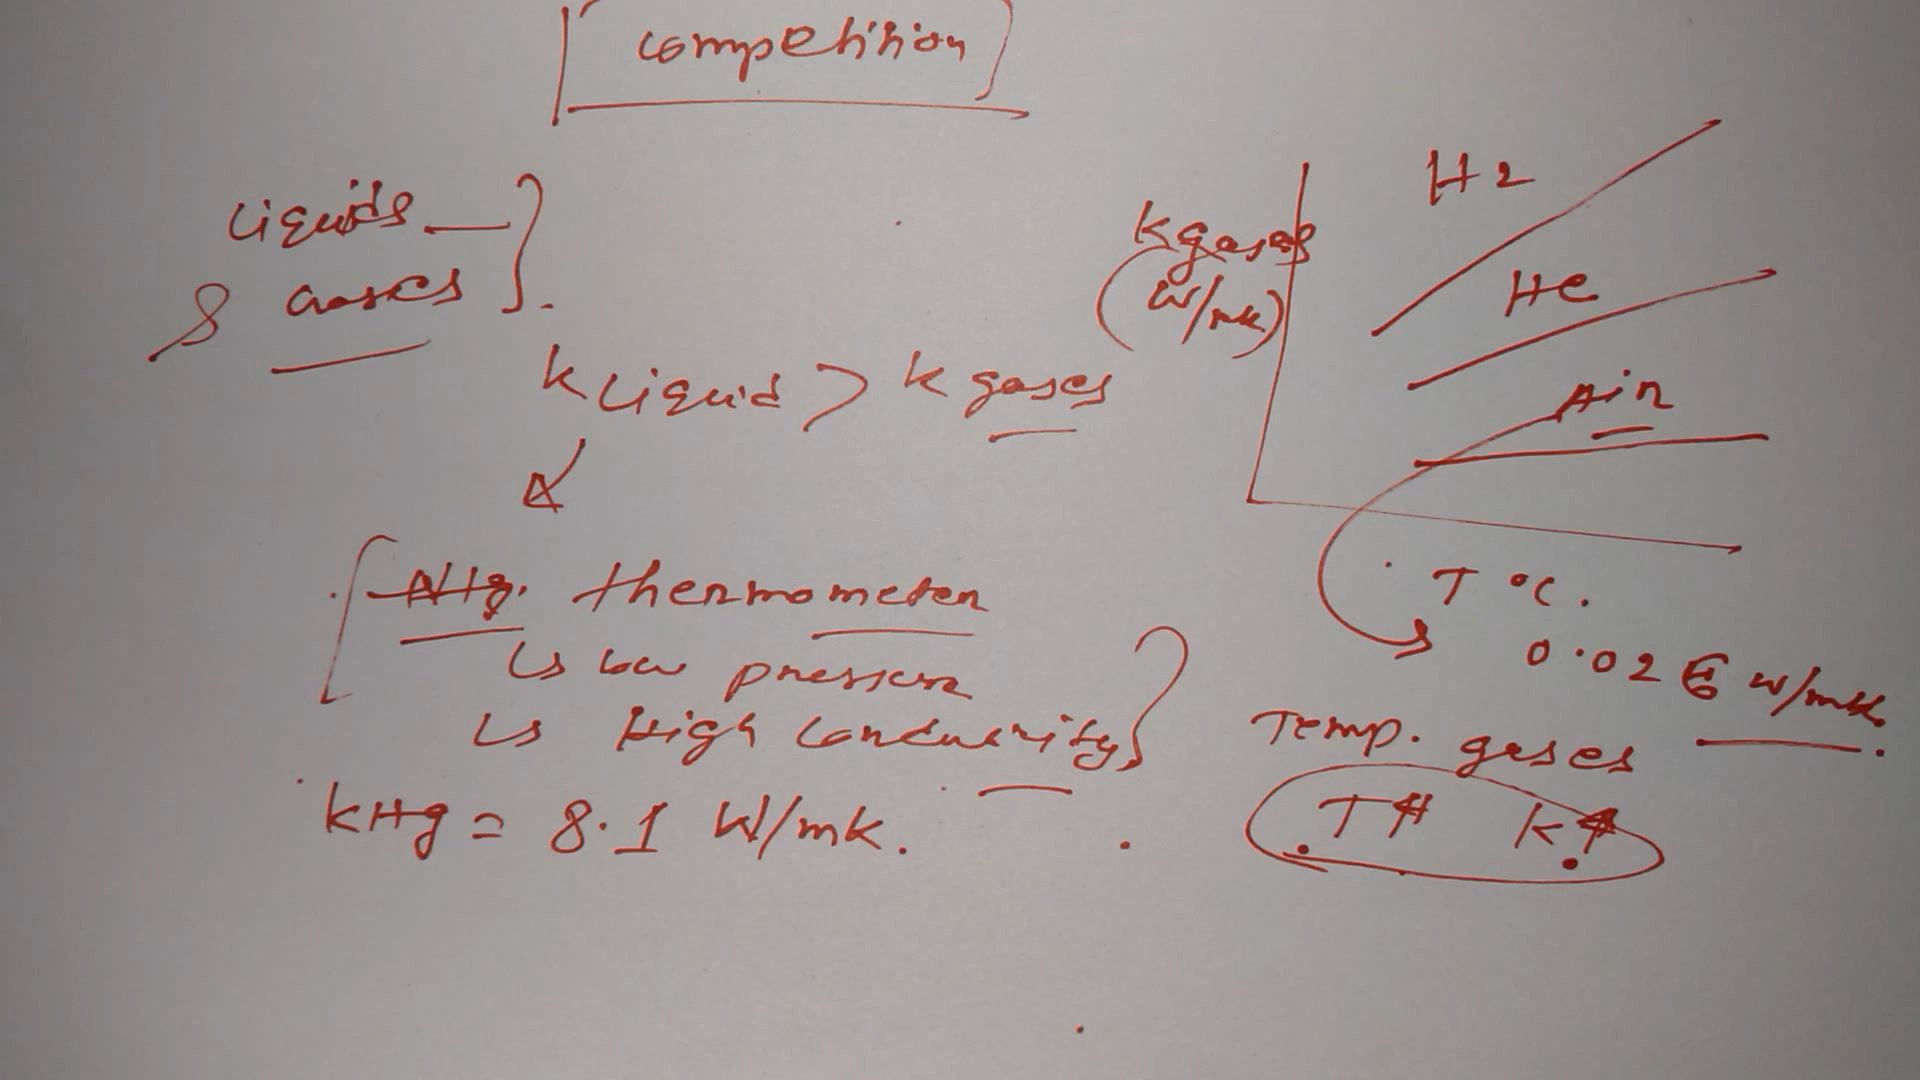 competition
Liquids
& Gases
k Liquid > k gases
Hg. thermometer
↳ low pressure
↳ High Conductivity
kHg = 8.1 W/mk.
k gases
(W/mk)
H2
He
Air
T °C.
0.026 W/mk.
Temp. gases
T↑ k↑